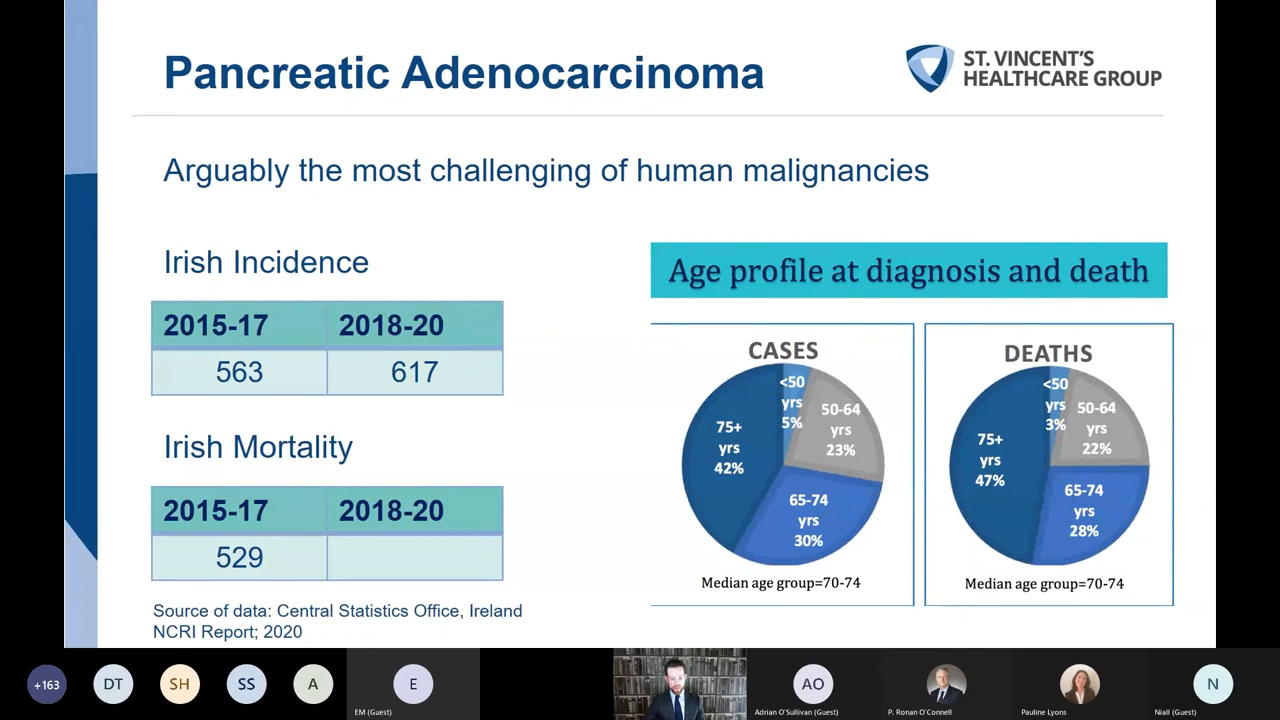 Pancreatic Adenocarcinoma
ST. VINCENT'S
HEALTHCARE GROUP
Arguably the most challenging of human malignancies
Irish Incidence
2015-17 2018-20
563 617
Irish Mortality
2015-17 2018-20
529
Source of data: Central Statistics Office, Ireland
NCRI Report; 2020
Age profile at diagnosis and death
CASES
<50
yrs
5%
50-64
yrs
23%
65-74
yrs
30%
75+
yrs
42%
Median age group=70-74
DEATHS
<50
yrs
3%
50-64
yrs
22%
65-74
yrs
28%
75+
yrs
47%
Median age group=70-74
+163
DT
SH
SS
A
E
EM (Guest)
AO
Adrian O'Sullivan (Guest)
P. Ronan O'Connell
Pauline Lyons
N
Niall (Guest)